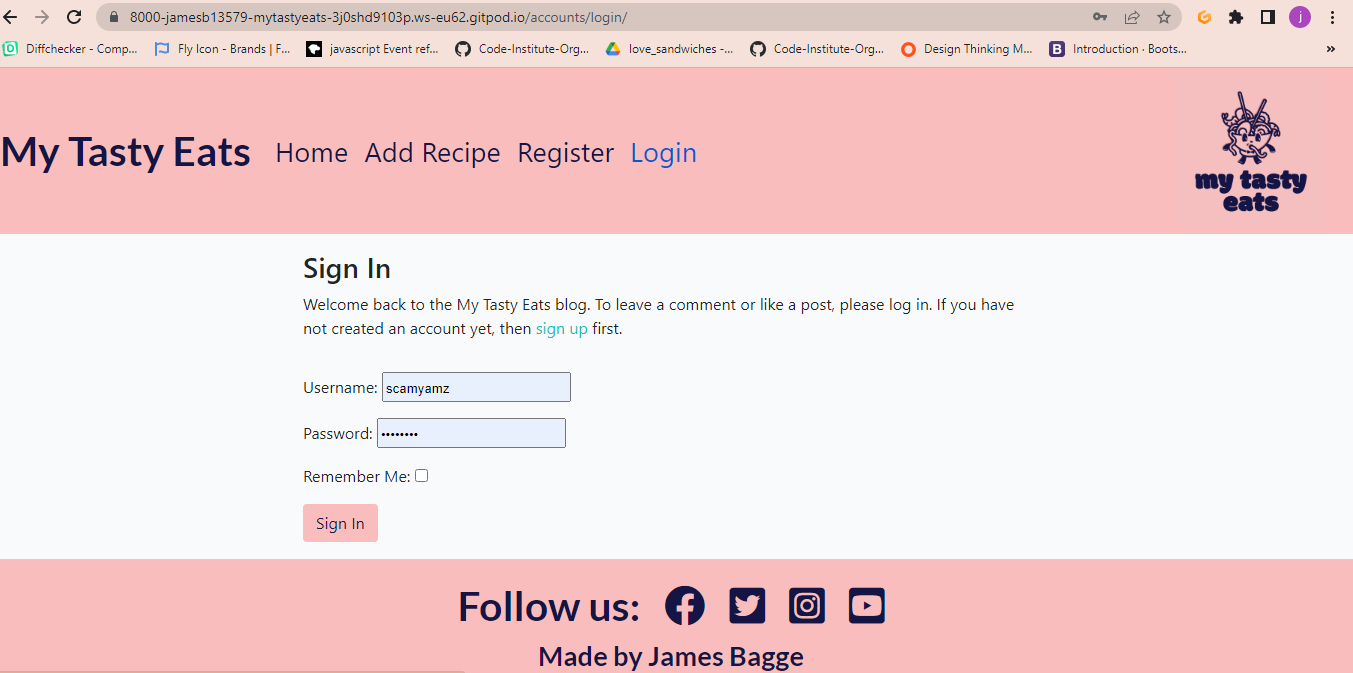 8000-jamesb13579-mytastyeats-3j0shd9103p.ws-eu62.gitpod.io/accounts/login/
j
Diffchecker - Comp... Fly Icon - Brands | F... javascript Event ref... Code-Institute-Org... love_sandwiches -... Code-Institute-Org... Design Thinking M... B Introduction · Boots... »
My Tasty Eats Home Add Recipe Register Login
my tasty
eats
Sign In
Welcome back to the My Tasty Eats blog. To leave a comment or like a post, please log in. If you have
not created an account yet, then sign up first.
Username: scamyamz
Password: ••••••••
Remember Me:
Sign In
Follow us:
Made by James Bagge